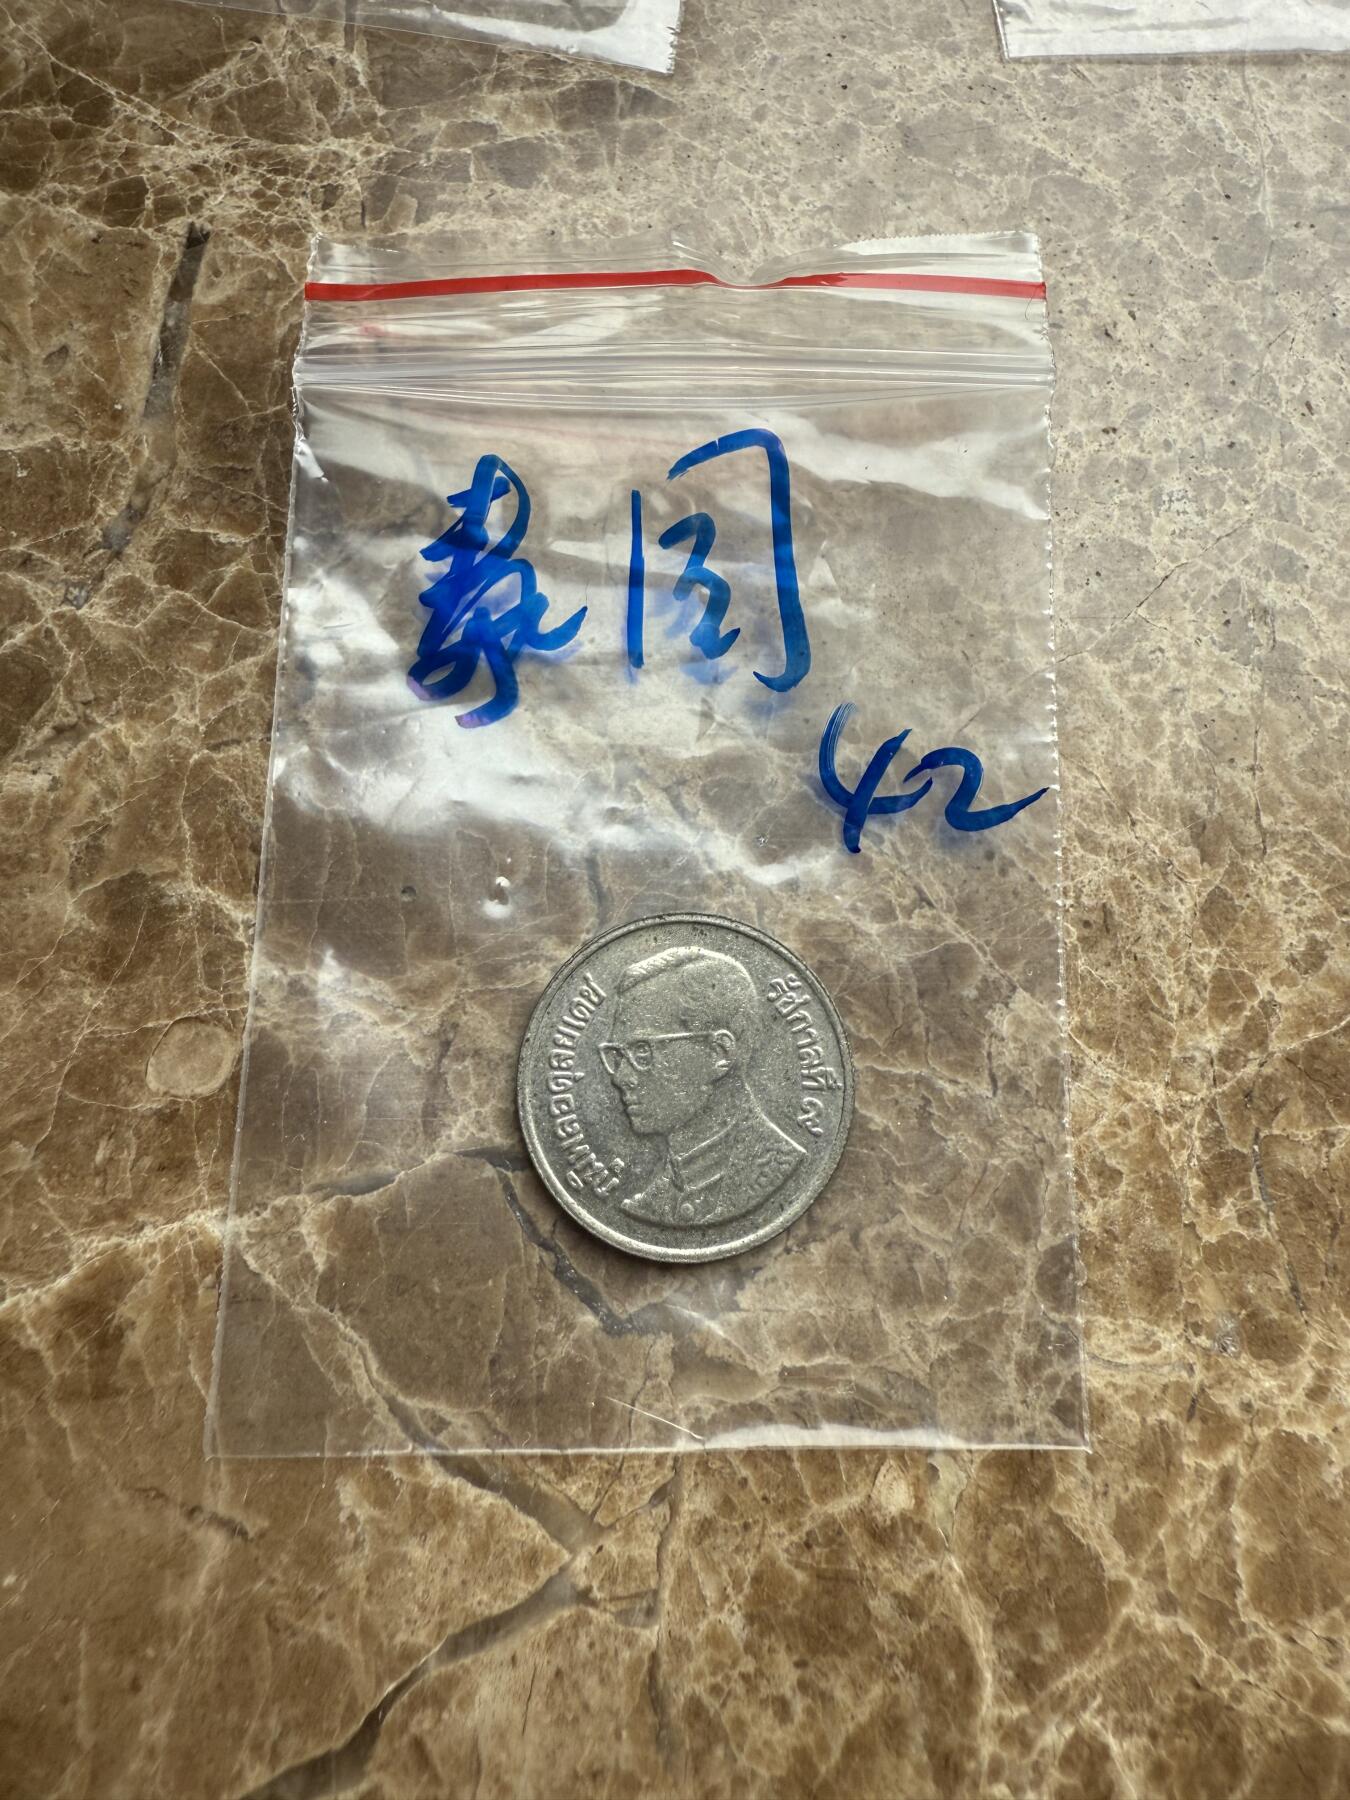 泰国
42
ภูมิพลอดุลยเดช
รัชกาลที่ ๙